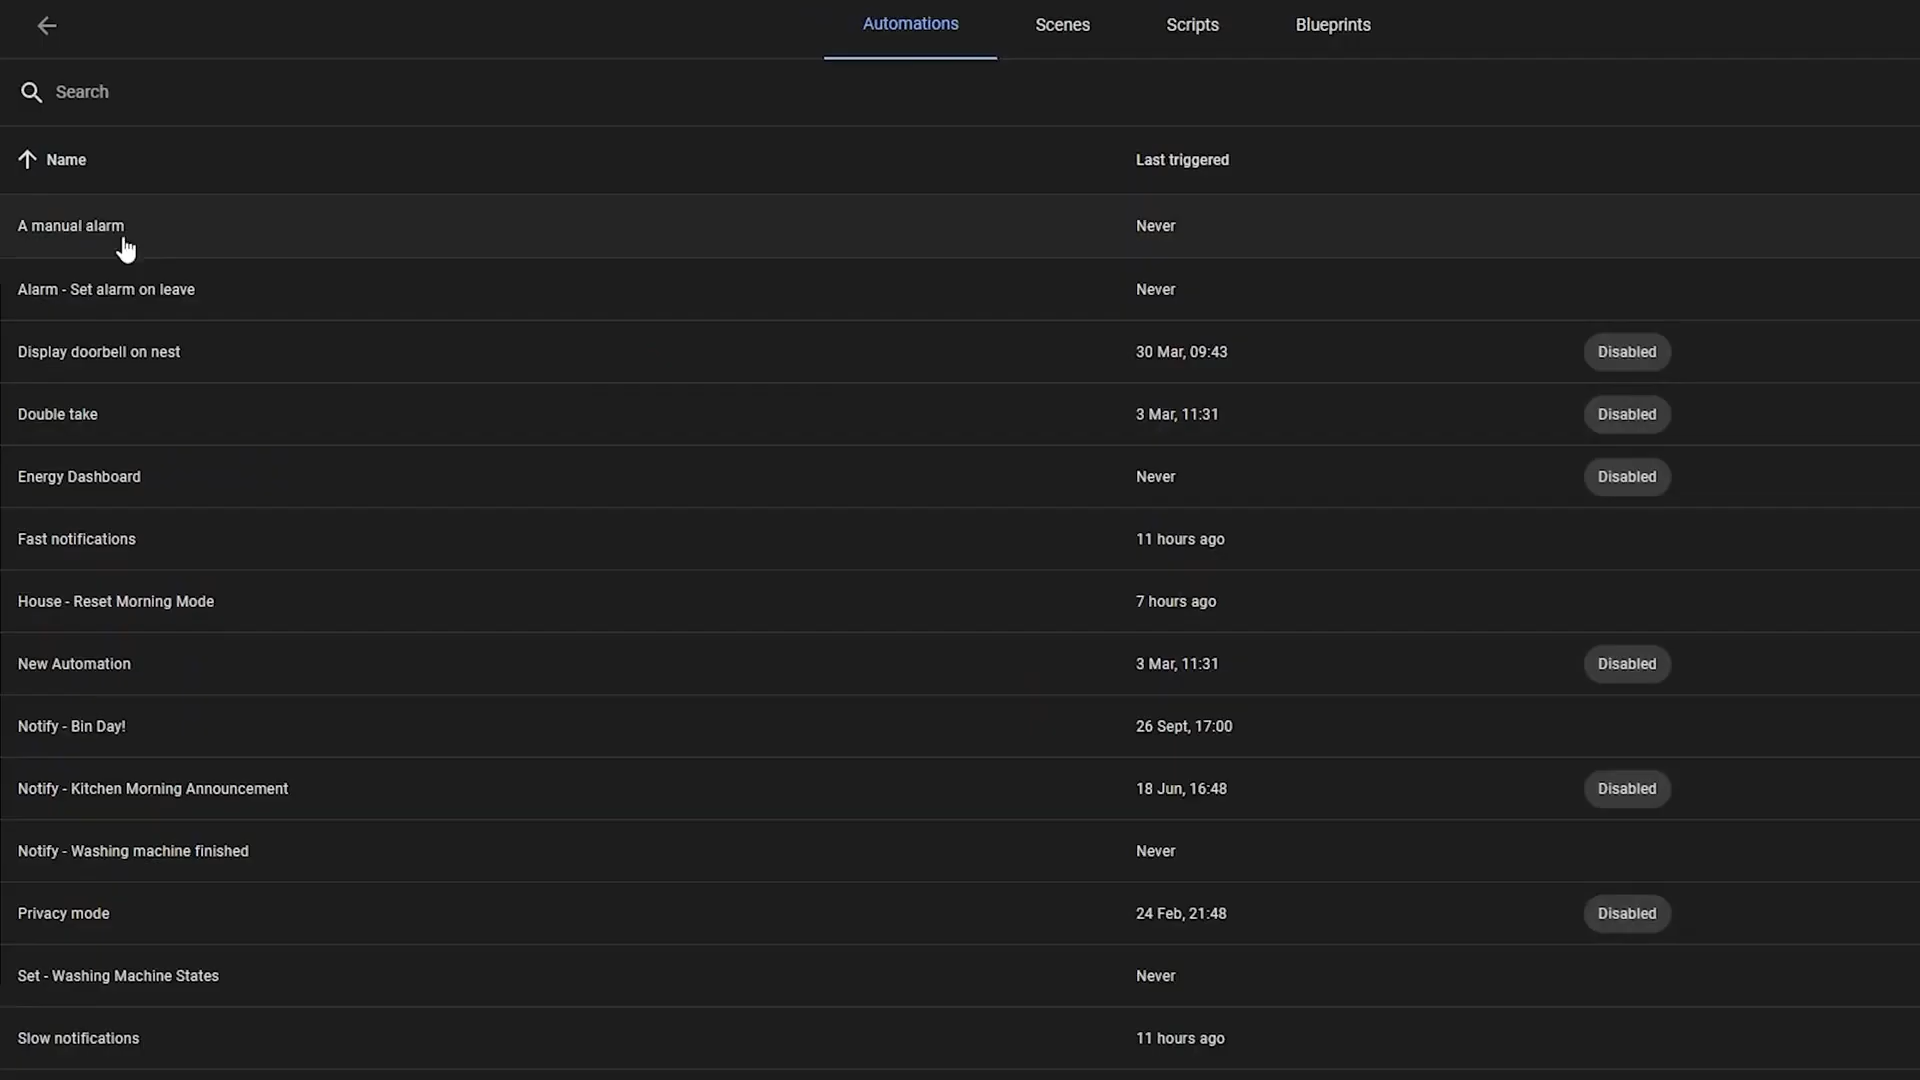 Automations Scenes Scripts Blueprints
Search
Name Last triggered
A manual alarm Never
Alarm - Set alarm on leave Never
Display doorbell on nest 30 Mar, 09:43 Disabled
Double take 3 Mar, 11:31 Disabled
Energy Dashboard Never Disabled
Fast notifications 11 hours ago
House - Reset Morning Mode 7 hours ago
New Automation 3 Mar, 11:31 Disabled
Notify - Bin Day! 26 Sept, 17:00
Notify - Kitchen Morning Announcement 18 Jun, 16:48 Disabled
Notify - Washing machine finished Never
Privacy mode 24 Feb, 21:48 Disabled
Set - Washing Machine States Never
Slow notifications 11 hours ago